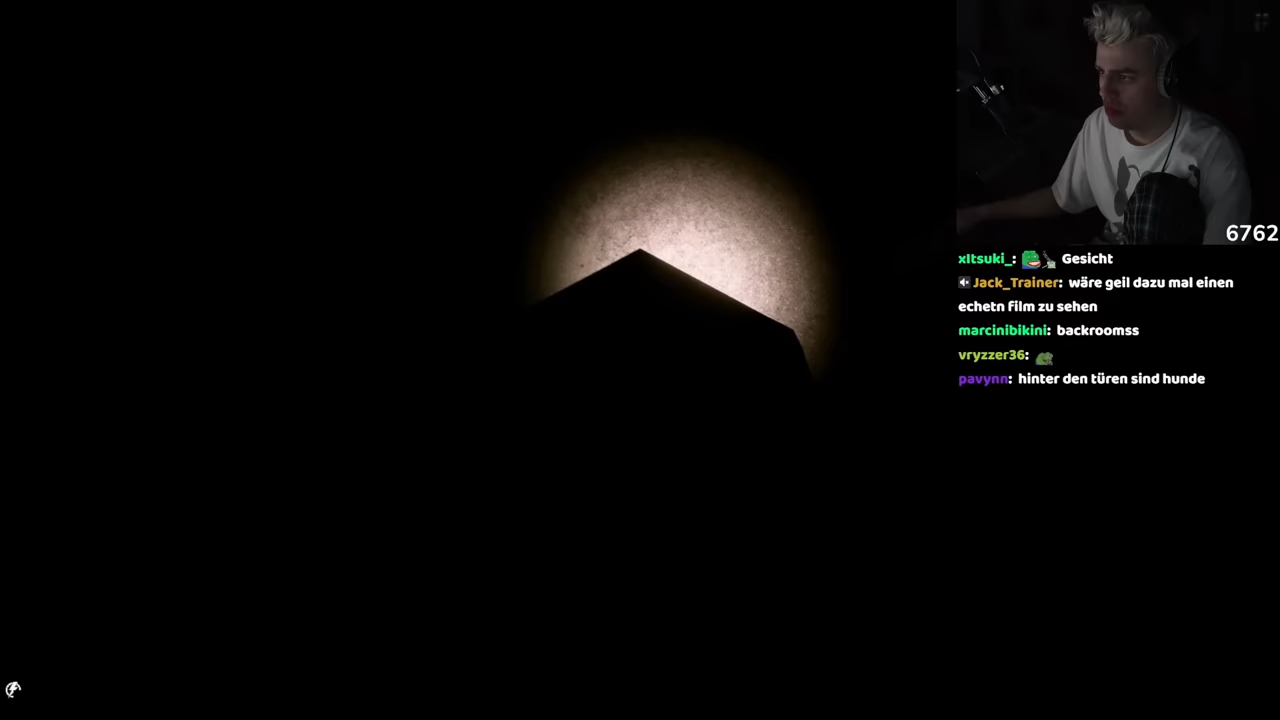 6762
xItsuki_: Gesicht
Jack_Trainer: wäre geil dazu mal einen
echetn film zu sehen
marcinibikini: backroomss
vryzzer36:
pavynn: hinter den türen sind hunde